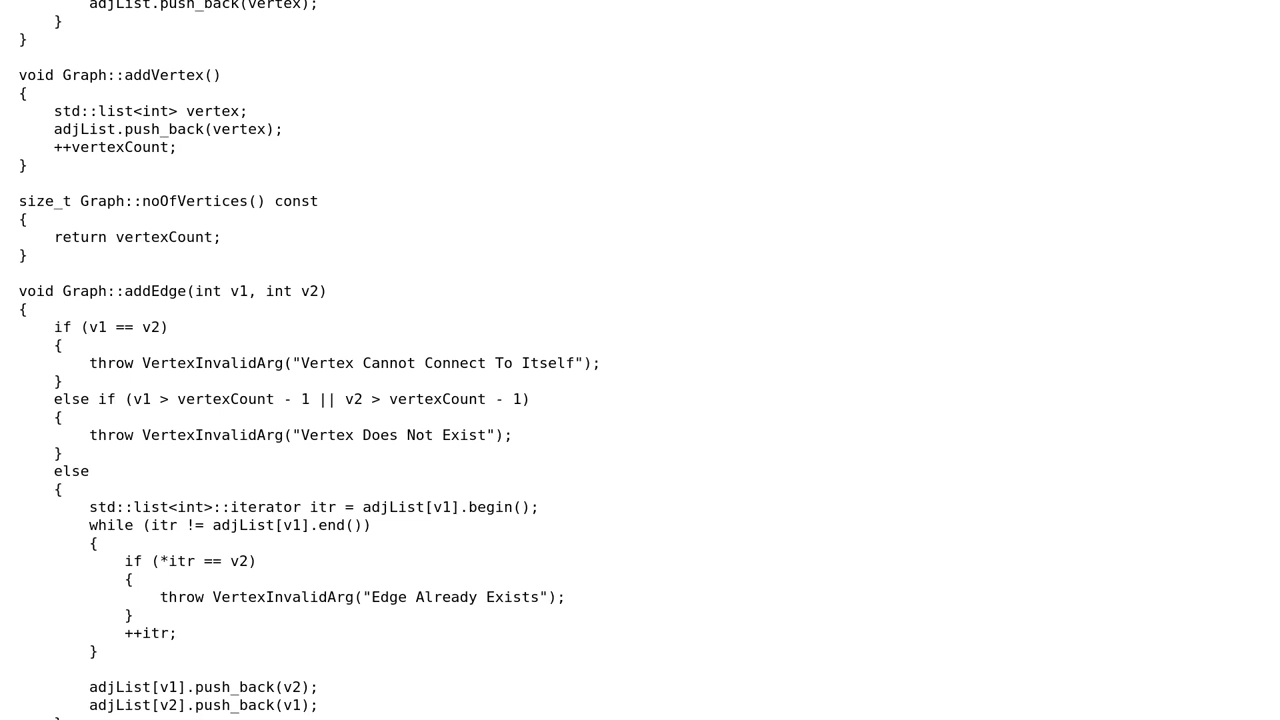 adjList.push_back(vertex);
    }
}

void Graph::addVertex()
{
    std::list<int> vertex;
    adjList.push_back(vertex);
    ++vertexCount;
}

size_t Graph::noOfVertices() const
{
    return vertexCount;
}

void Graph::addEdge(int v1, int v2)
{
    if (v1 == v2)
    {
        throw VertexInvalidArg("Vertex Cannot Connect To Itself");
    }
    else if (v1 > vertexCount - 1 || v2 > vertexCount - 1)
    {
        throw VertexInvalidArg("Vertex Does Not Exist");
    }
    else
    {
        std::list<int>::iterator itr = adjList[v1].begin();
        while (itr != adjList[v1].end())
        {
            if (*itr == v2)
            {
                throw VertexInvalidArg("Edge Already Exists");
            }
            ++itr;
        }

        adjList[v1].push_back(v2);
        adjList[v2].push_back(v1);
    }